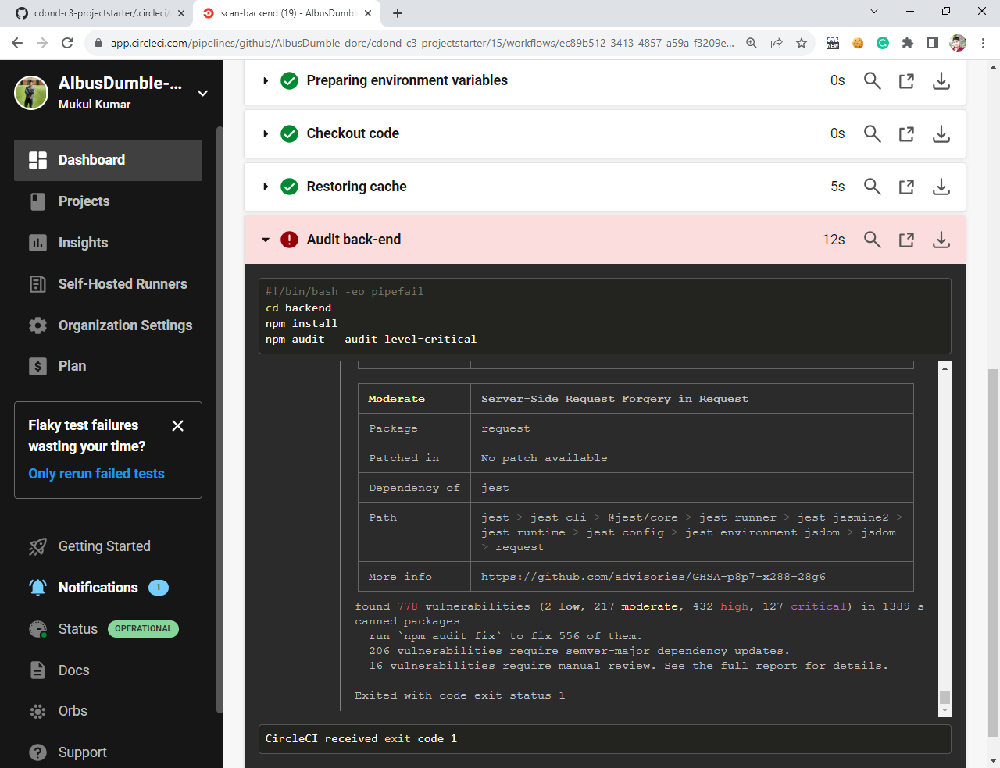 cdond-c3-projectstarter/.circleci/
scan-backend (19) - AlbusDumble
app.circleci.com/pipelines/github/AlbusDumble-dore/cdond-c3-projectstarter/15/workflows/ec89b512-3413-4857-a59a-f3209e...
NEW
AlbusDumble-...
Mukul Kumar
Dashboard
Projects
Insights
Self-Hosted Runners
Organization Settings
Plan
Flaky test failures
wasting your time?
Only rerun failed tests
Getting Started
Notifications 1
Status OPERATIONAL
Docs
Orbs
Support
Preparing environment variables 0s
Checkout code 0s
Restoring cache 5s
Audit back-end 12s
#!/bin/bash -eo pipefail
cd backend
npm install
npm audit --audit-level=critical
Moderate Server-Side Request Forgery in Request
Package request
Patched in No patch available
Dependency of jest
Path jest > jest-cli > @jest/core > jest-runner > jest-jasmine2 >
jest-runtime > jest-config > jest-environment-jsdom > jsdom
> request
More info https://github.com/advisories/GHSA-p8p7-x288-28g6
found 778 vulnerabilities (2 low, 217 moderate, 432 high, 127 critical) in 1389 s
canned packages
run `npm audit fix` to fix 556 of them.
206 vulnerabilities require semver-major dependency updates.
16 vulnerabilities require manual review. See the full report for details.
Exited with code exit status 1
CircleCI received exit code 1